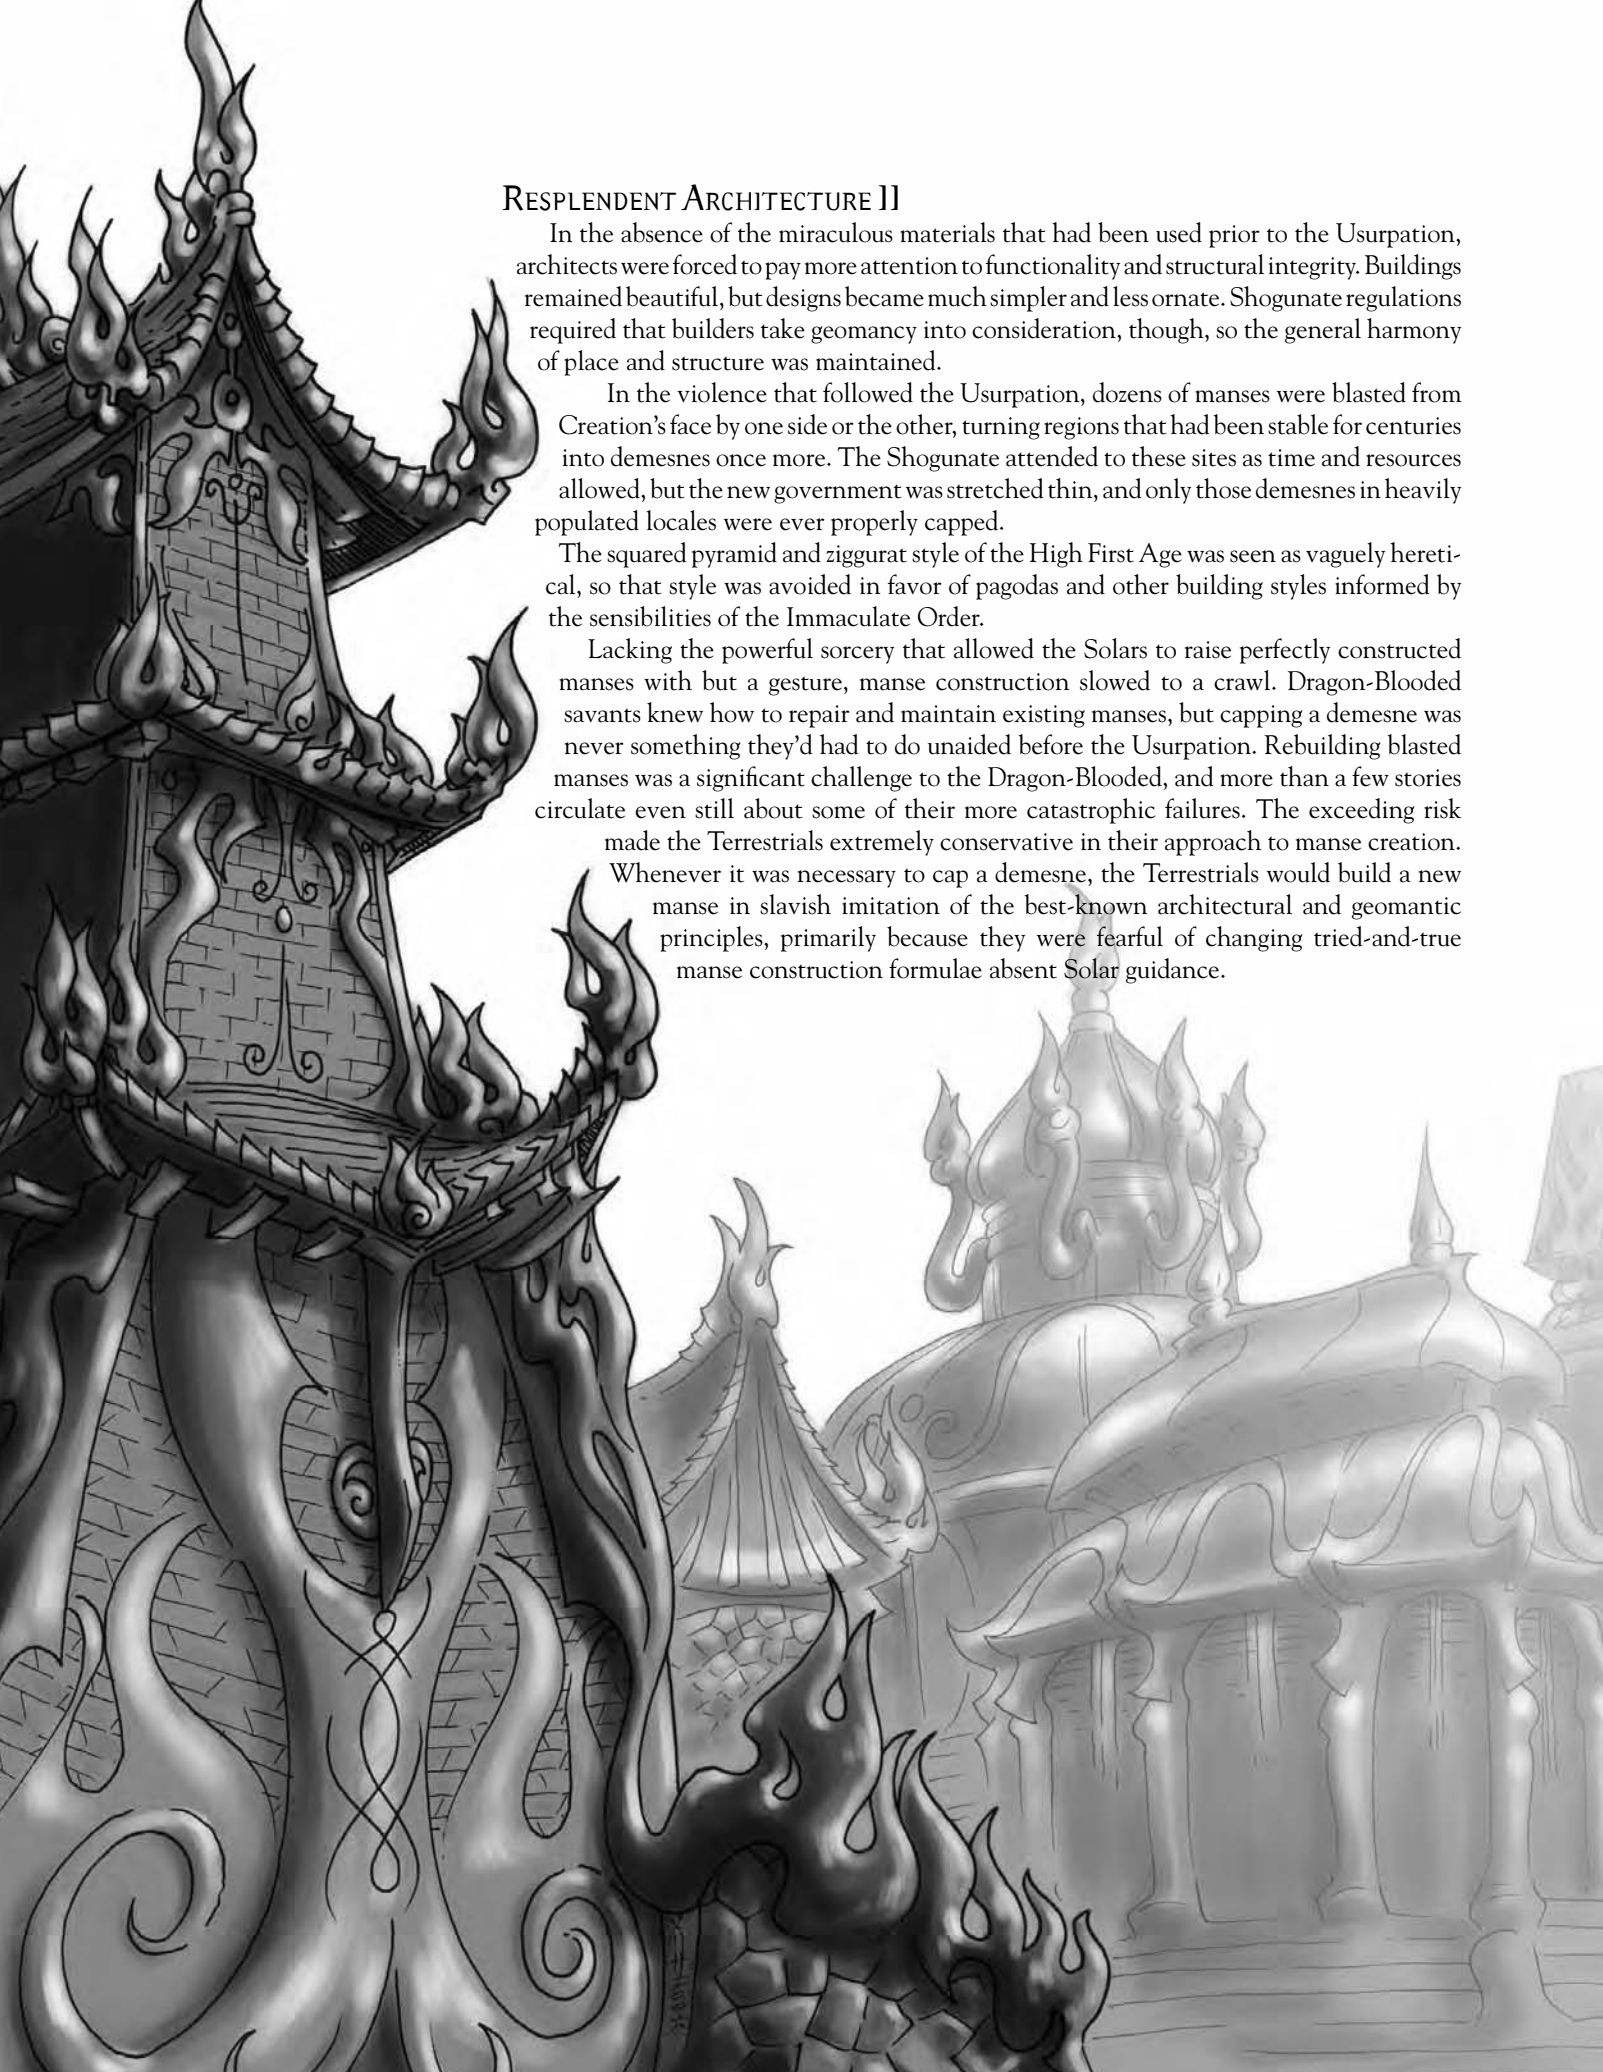 Resplendent Architecture II
In the absence of the miraculous materials that had been used prior to the Usurpation,
architects were forced to pay more attention to functionality and structural integrity. Buildings
remained beautiful, but designs became much simpler and less ornate. Shogunate regulations
required that builders take geomancy into consideration, though, so the general harmony
of place and structure was maintained.
In the violence that followed the Usurpation, dozens of manses were blasted from
Creation’s face by one side or the other, turning regions that had been stable for centuries
into demesnes once more. The Shogunate attended to these sites as time and resources
allowed, but the new government was stretched thin, and only those demesnes in heavily
populated locales were ever properly capped.
The squared pyramid and ziggurat style of the High First Age was seen as vaguely hereti-
cal, so that style was avoided in favor of pagodas and other building styles informed by
the sensibilities of the Immaculate Order.
Lacking the powerful sorcery that allowed the Solars to raise perfectly constructed
manses with but a gesture, manse construction slowed to a crawl. Dragon-Blooded
savants knew how to repair and maintain existing manses, but capping a demesne was
never something they’d had to do unaided before the Usurpation. Rebuilding blasted
manses was a significant challenge to the Dragon-Blooded, and more than a few stories
circulate even still about some of their more catastrophic failures. The exceeding risk
made the Terrestrials extremely conservative in their approach to manse creation.
Whenever it was necessary to cap a demesne, the Terrestrials would build a new
manse in slavish imitation of the best-known architectural and geomantic
principles, primarily because they were fearful of changing tried-and-true
manse construction formulae absent Solar guidance.